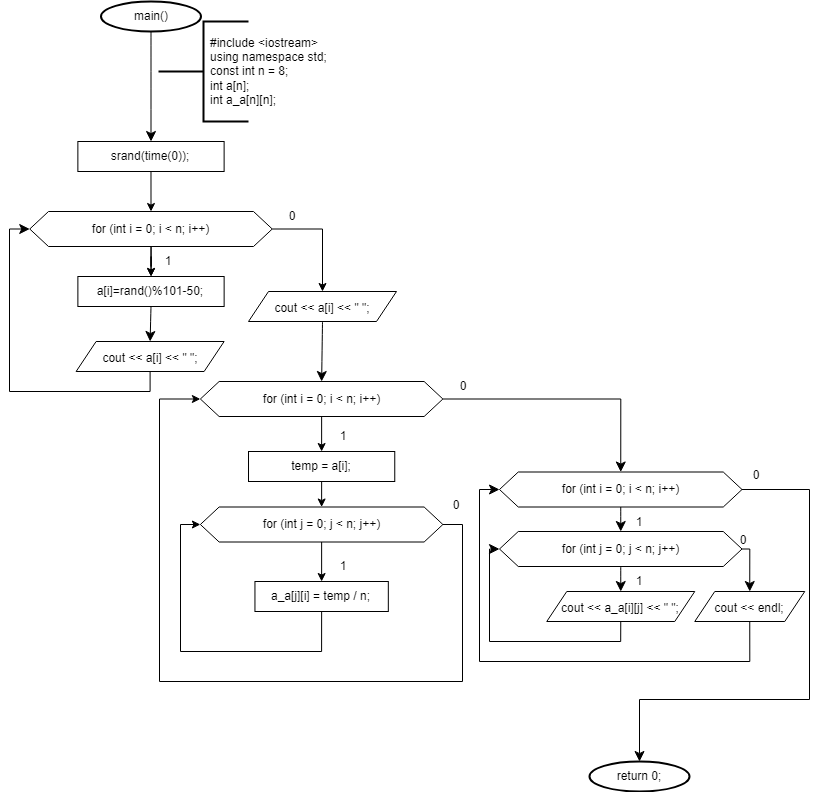 main()
#include <iostream>
using namespace std;
const int n = 8;
int a[n];
int a_a[n][n];
srand(time(0));
for (int i = 0; i < n; i++)
0
1
a[i]=rand()%101-50;
cout << a[i] << " ";
cout << a[i] << " ";
for (int i = 0; i < n; i++)
0
1
temp = a[i];
for (int j = 0; j < n; j++)
0
1
a_a[j][i] = temp / n;
for (int i = 0; i < n; i++)
0
1
for (int j = 0; j < n; j++)
0
1
cout << a_a[i][j] << " ";
cout << endl;
return 0;